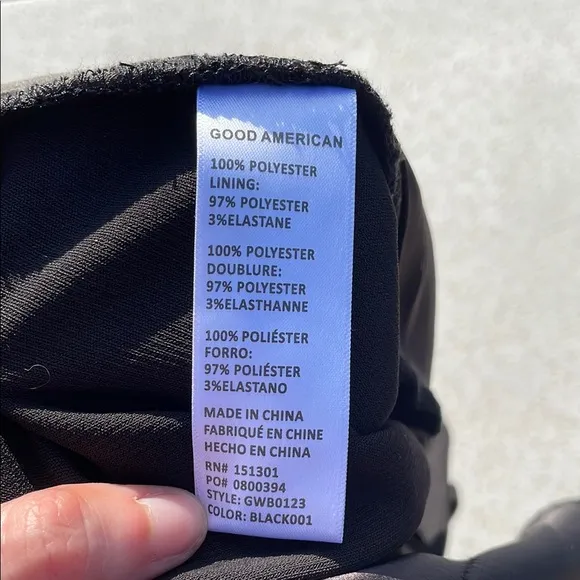 GOOD AMERICAN
100% POLYESTER
LINING:
97% POLYESTER
3%ELASTANE
100% POLYESTER
DOUBLURE:
97% POLYESTER
3%ELASTHANNE
100% POLIÉSTER
FORRO:
97% POLIÉSTER
3%ELASTANO
MADE IN CHINA
FABRIQUÉ EN CHINE
HECHO EN CHINA
RN# 151301
PO# 0800394
STYLE: GWB0123
COLOR: BLACK001